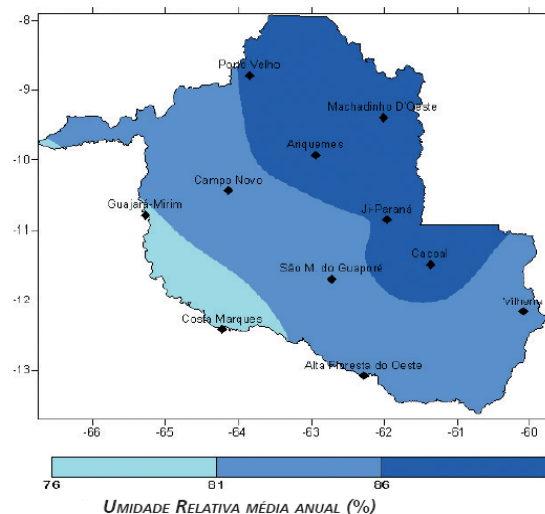 -8
Porto Velho
-9
Machadinho D'Oeste
Ariquemes
-10
Campo Novo
Guajará-Mirim
Ji-Paraná
-11
Cacoal
São M. do Guaporé
-12
Vilhena
Costa Marques
Alta Floresta do Oeste
-13
-66 -65 -64 -63 -62 -61 -60
76 81 86
UMIDADE RELATIVA MÉDIA ANUAL (%)